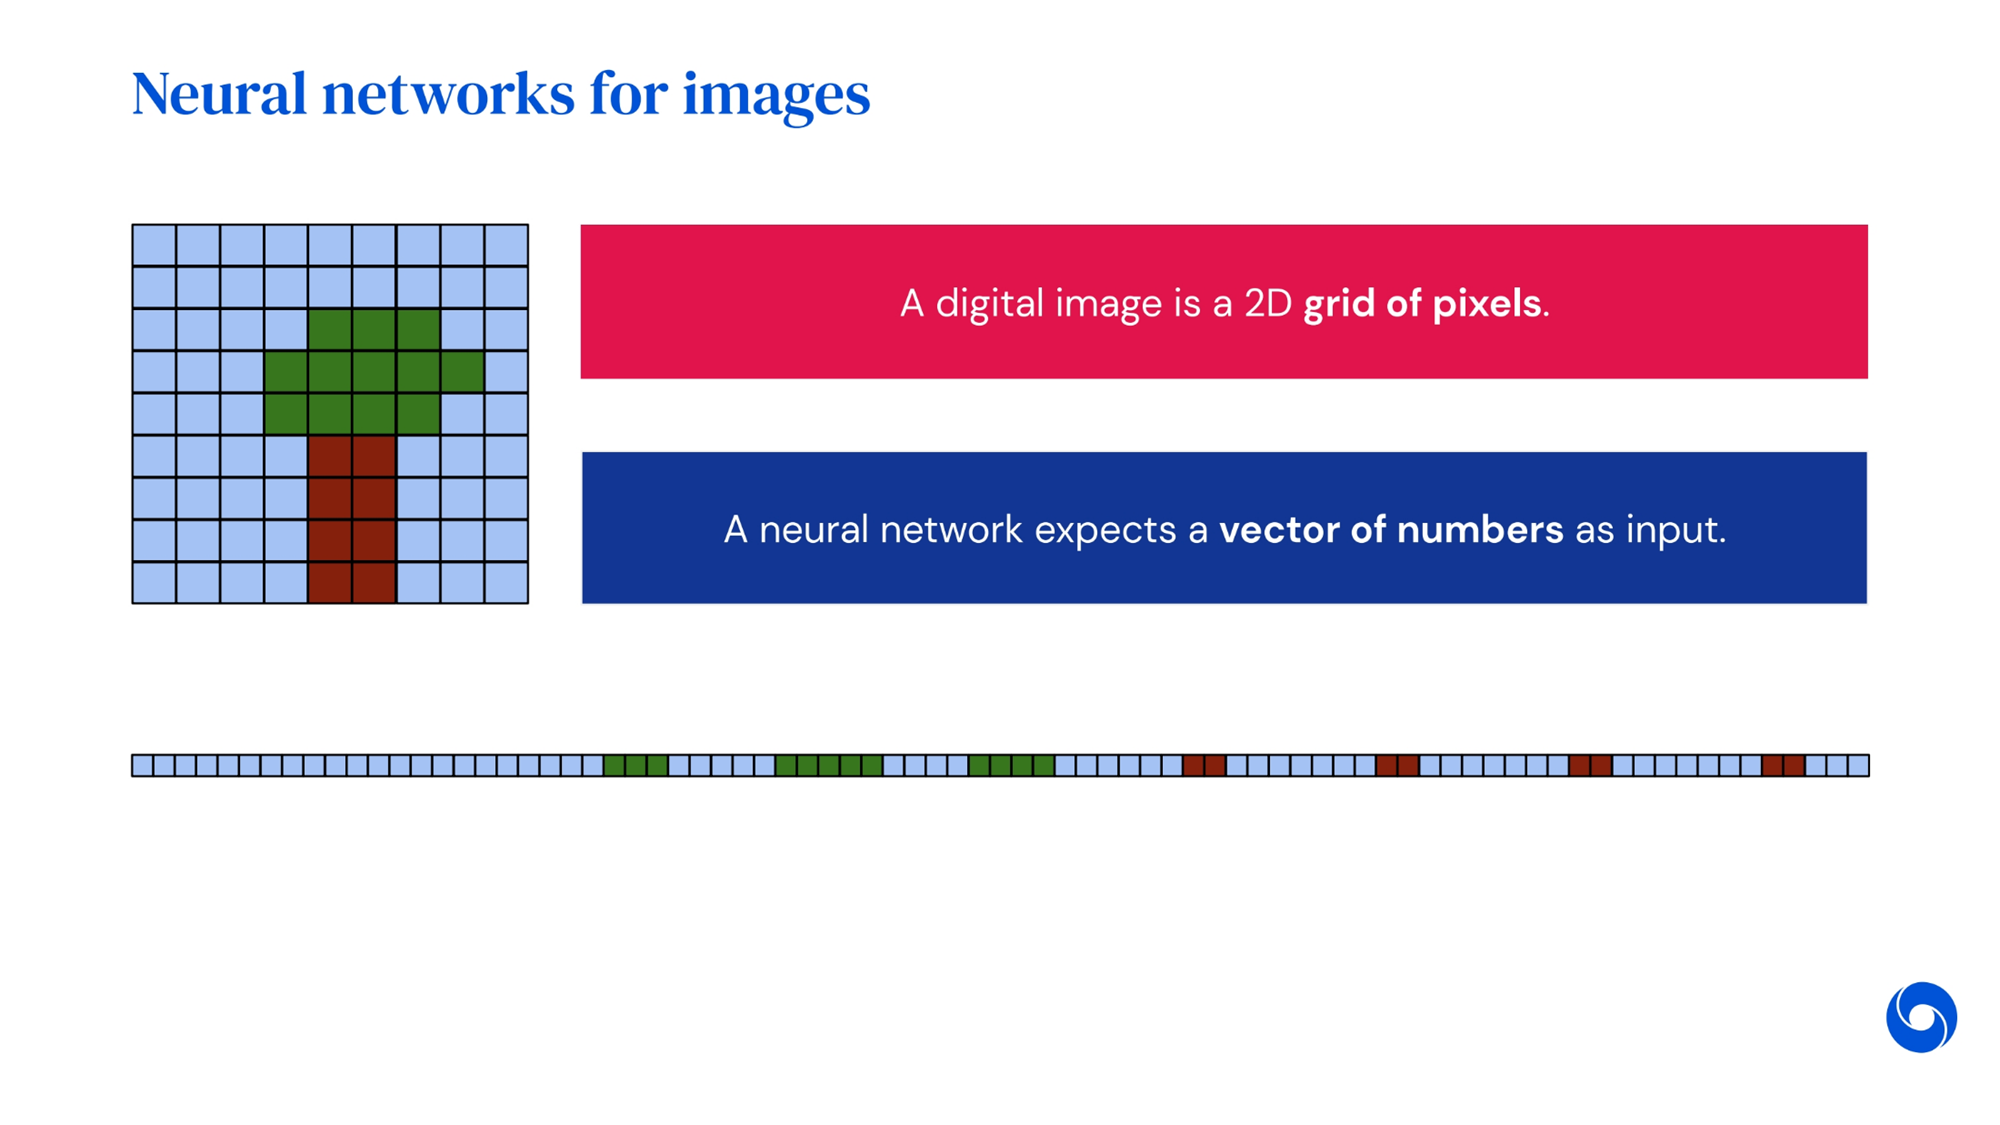 Neural networks for images
A digital image is a 2D grid of pixels.
A neural network expects a vector of numbers as input.